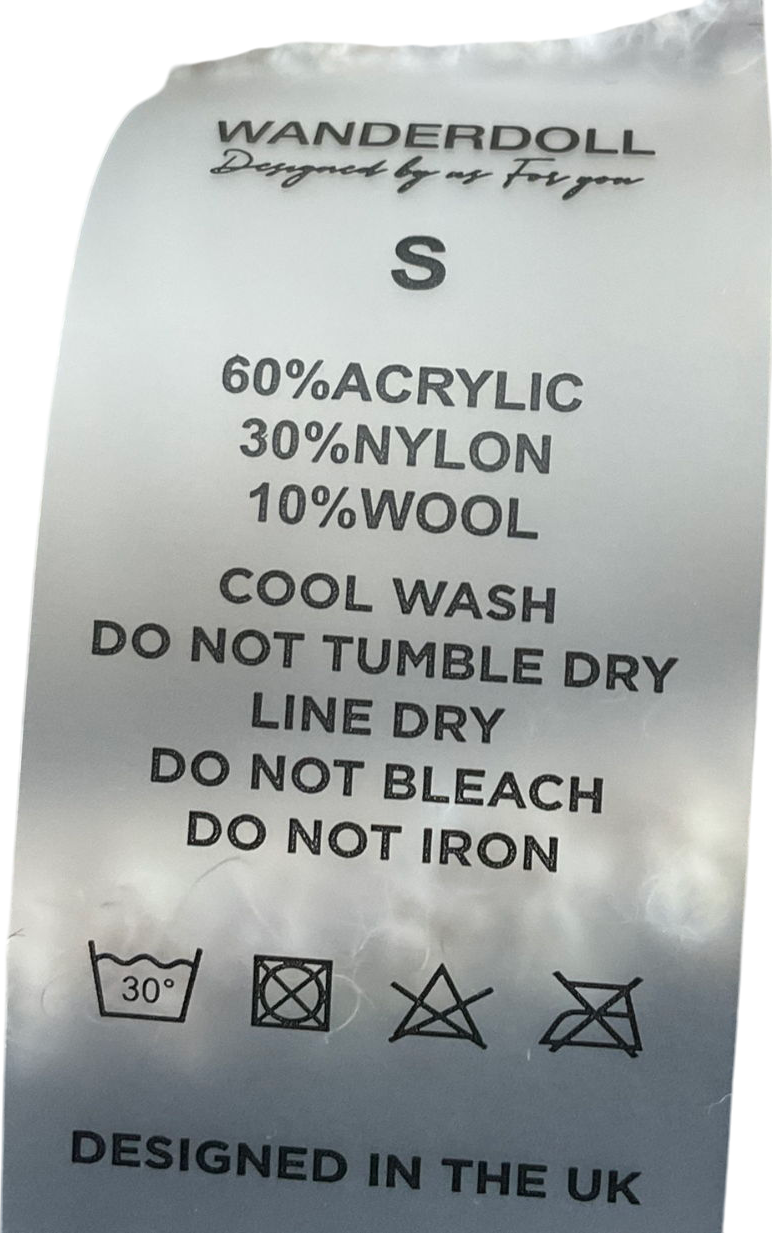 WANDERDOLL
Designed by us For you
S
60%ACRYLIC
30%NYLON
10%WOOL
COOL WASH
DO NOT TUMBLE DRY
LINE DRY
DO NOT BLEACH
DO NOT IRON
30°
DESIGNED IN THE UK